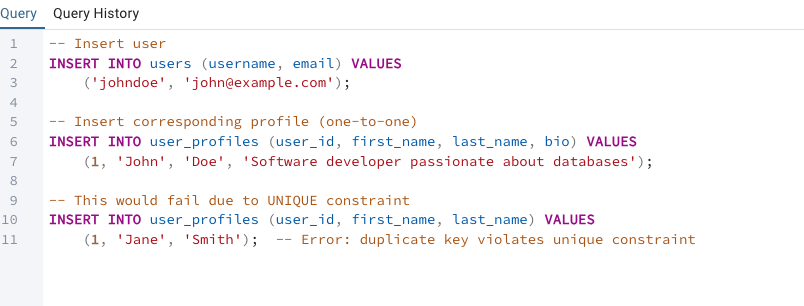 Query Query History
1 -- Insert user
2 INSERT INTO users (username, email) VALUES
3 ('johndoe', 'john@example.com');
4
5 -- Insert corresponding profile (one-to-one)
6 INSERT INTO user_profiles (user_id, first_name, last_name, bio) VALUES
7 (1, 'John', 'Doe', 'Software developer passionate about databases');
8
9 -- This would fail due to UNIQUE constraint
10 INSERT INTO user_profiles (user_id, first_name, last_name) VALUES
11 (1, 'Jane', 'Smith'); -- Error: duplicate key violates unique constraint